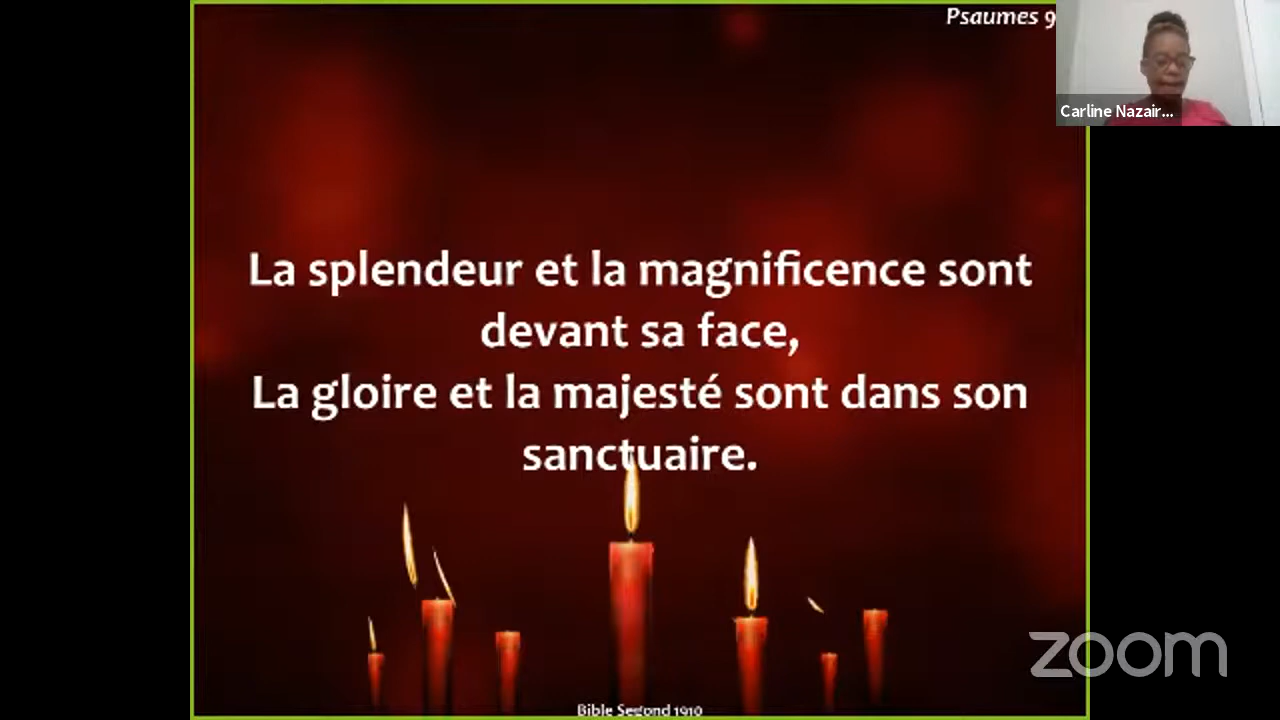 Psaumes 9
Carline Nazair...
La splendeur et la magnificence sont
devant sa face,
La gloire et la majesté sont dans son
sanctuaire.
zoom
Bible Segond 1910